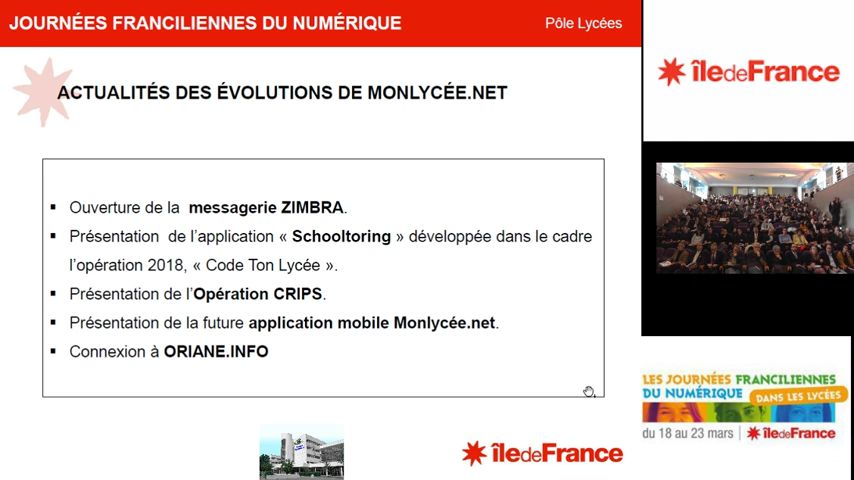 JOURNÉES FRANCILIENNES DU NUMÉRIQUE
Pôle Lycées
îledeFrance
ACTUALITÉS DES ÉVOLUTIONS DE MONLYCÉE.NET
▪ Ouverture de la messagerie ZIMBRA.
▪ Présentation de l'application « Schooltoring » développée dans le cadre
l'opération 2018, « Code Ton Lycée ».
▪ Présentation de l'Opération CRIPS.
▪ Présentation de la future application mobile Monlycée.net.
▪ Connexion à ORIANE.INFO
LES JOURNÉES FRANCILIENNES
DU NUMÉRIQUE DANS LES LYCÉES
du 18 au 23 mars | îledeFrance
îledeFrance